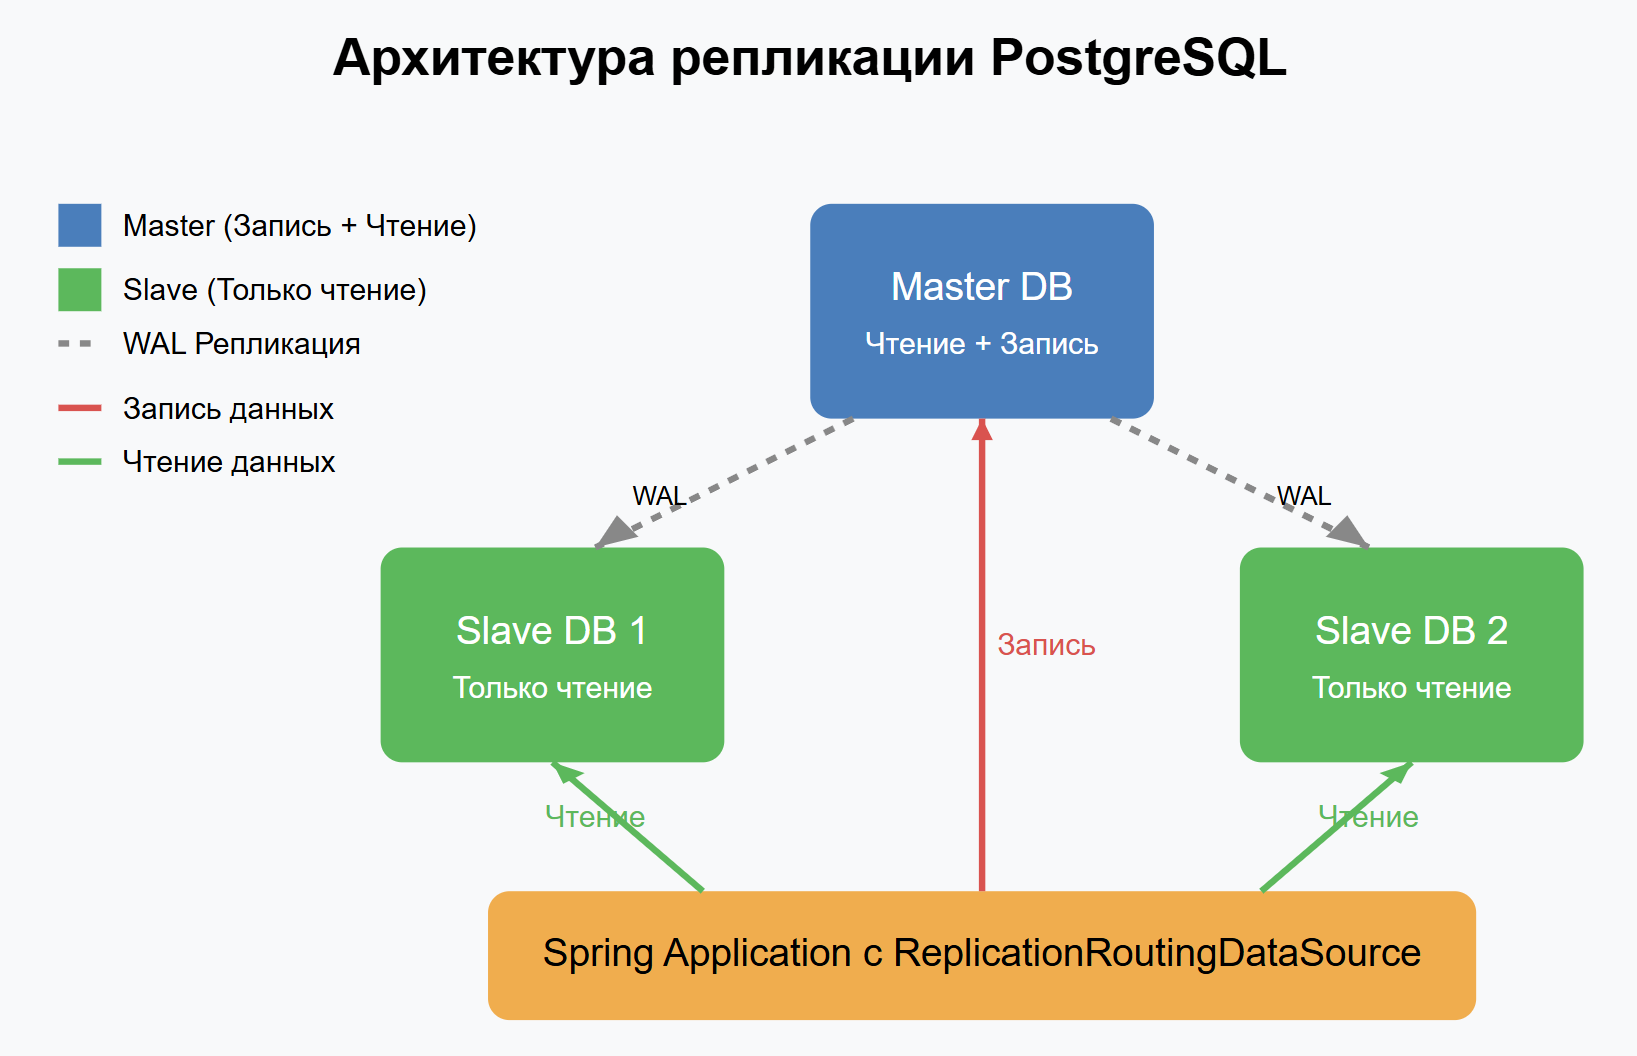 Архитектура репликации PostgreSQL
Master (Запись + Чтение)
Slave (Только чтение)
WAL Репликация
Запись данных
Чтение данных
Master DB
Чтение + Запись
WAL
WAL
Slave DB 1
Только чтение
Запись
Slave DB 2
Только чтение
Чтение
Чтение
Spring Application с ReplicationRoutingDataSource